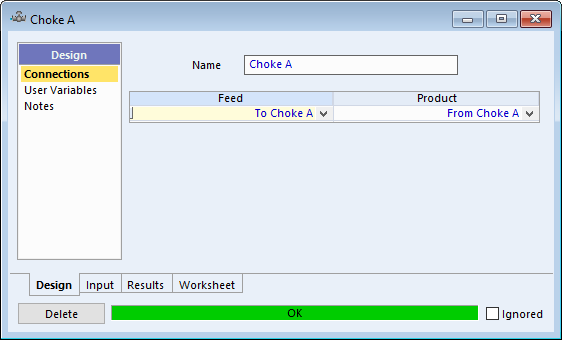 Choke A
Design
Connections
User Variables
Notes
Name
Choke A
Feed Product
To Choke A From Choke A
Design Input Results Worksheet
Delete OK Ignored